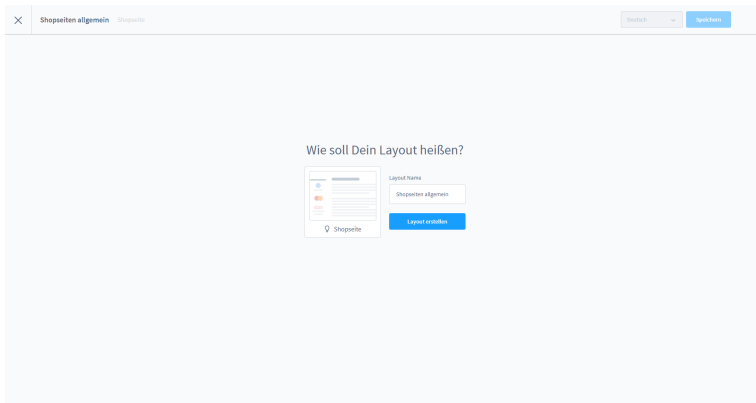 Shopseiten allgemein Shopseite
Deutsch
Speichern
Wie soll Dein Layout heißen?
Shopseite
Layout Name
Shopseiten allgemein
Layout erstellen